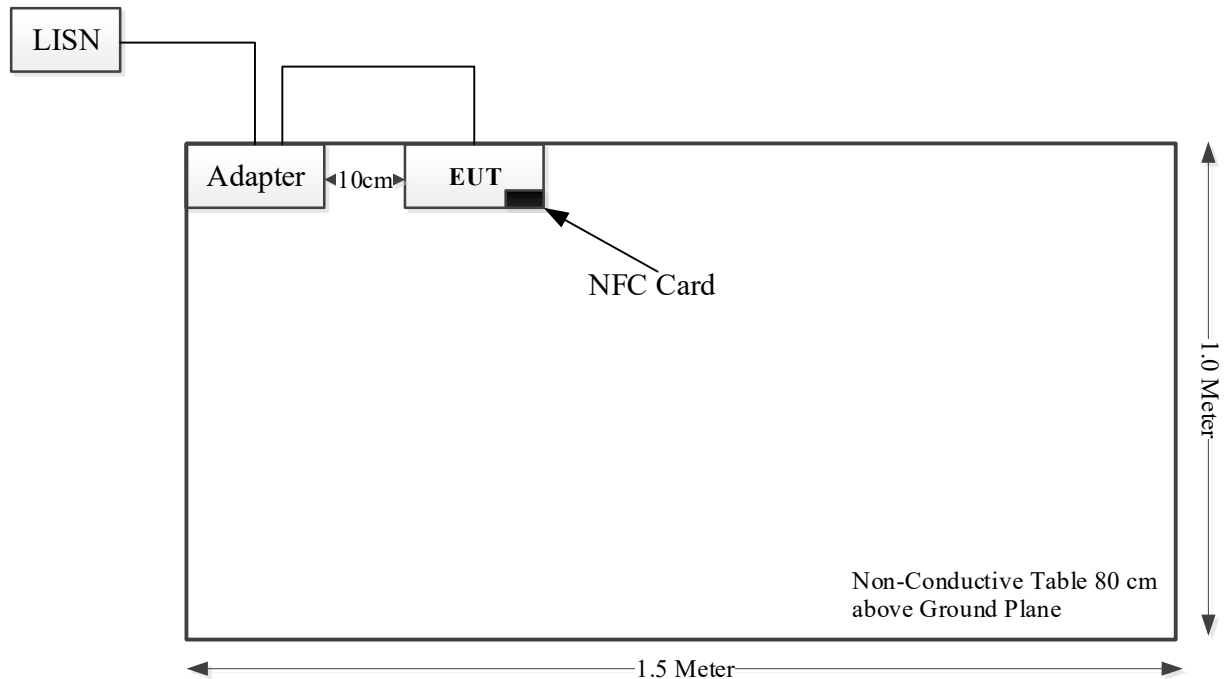 LISN
Adapter
10cm
EUT
NFC Card
1.0 Meter
Non-Conductive Table 80 cm
above Ground Plane
1.5 Meter